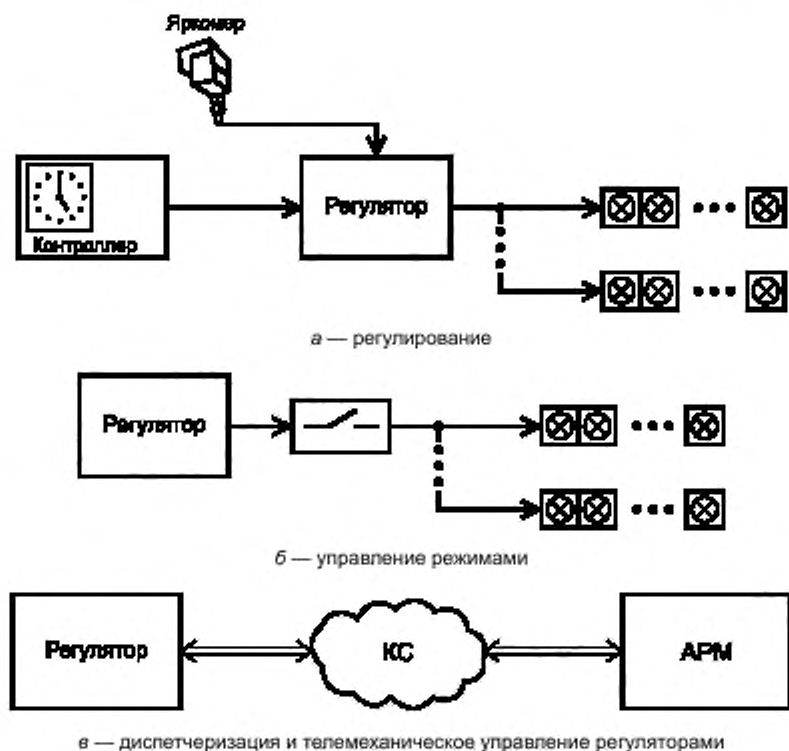 Яркомер
Контроллер
Регулятор
а — регулирование
Регулятор
б — управление режимами
Регулятор
КС
АРМ
в — диспетчеризация и телемеханическое управление регуляторами